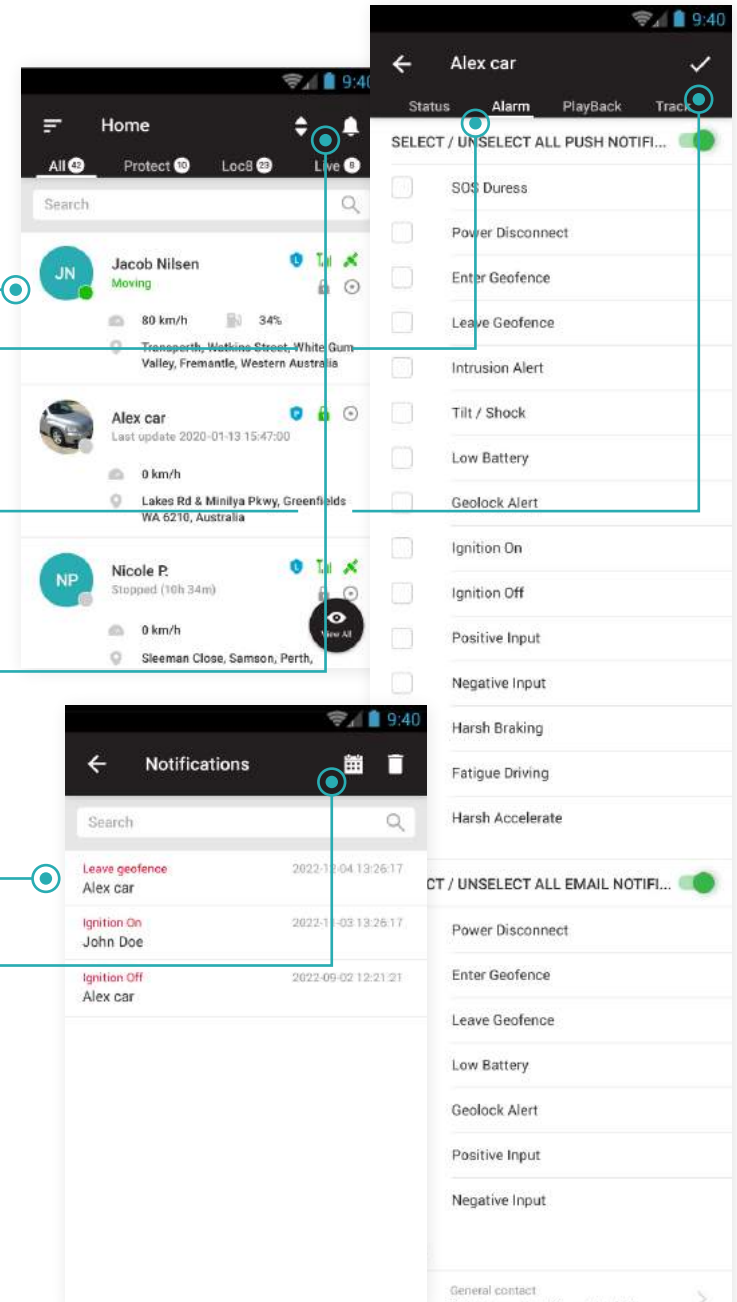 9:40
Home
All 42
Protect 10
Loc8 23
Live 8
Search
JN
Jacob Nilsen
Moving
80 km/h
34%
Transperth, Watkins Street, White Gum
Valley, Fremantle, Western Australia
Alex car
Last update 2020-01-13 15:47:00
0 km/h
Lakes Rd & Minilya Pkwy, Greenfields
WA 6210, Australia
NP
Nicole P.
Stopped (10h 34m)
0 km/h
Sleeman Close, Samson, Perth,
View All
9:40
Alex car
Status
Alarm
PlayBack
Track
SELECT / UNSELECT ALL PUSH NOTIFI...
SOS Duress
Power Disconnect
Enter Geofence
Leave Geofence
Intrusion Alert
Tilt / Shock
Low Battery
Geolock Alert
Ignition On
Ignition Off
Positive Input
Negative Input
Harsh Braking
Fatigue Driving
Harsh Accelerate
CT / UNSELECT ALL EMAIL NOTIFI...
Power Disconnect
Enter Geofence
Leave Geofence
Low Battery
Geolock Alert
Positive Input
Negative Input
General contact
9:40
Notifications
Search
Leave geofence
2022-12-04 13:26:17
Alex car
Ignition On
2022-11-03 13:26:17
John Doe
Ignition Off
2022-09-02 12:21:21
Alex car